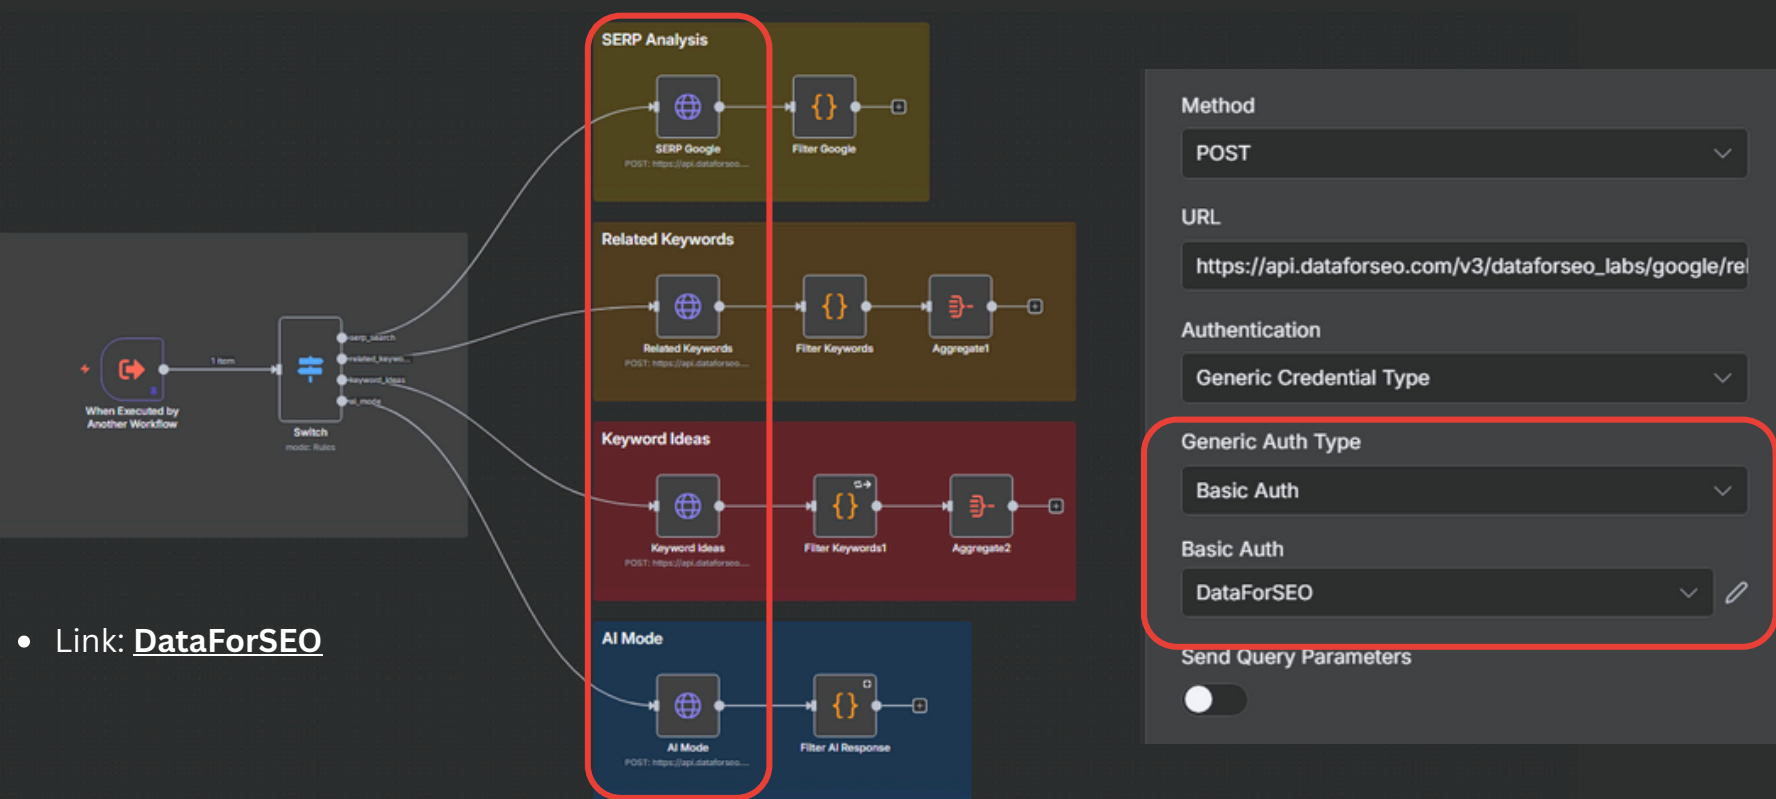 SERP Analysis
SERP Google
POST: https://api.dataforseo....
Filter Google
Related Keywords
Related Keywords
POST: https://api.dataforseo....
Filter Keywords
Aggregate1
When Executed by
Another Workflow
1 item
serp_search
related_keywo...
keyword_ideas
ai_mode
Switch
mode: Rules
Keyword Ideas
Keyword Ideas
POST: https://api.dataforseo....
Filter Keywords1
Aggregate2
AI Mode
AI Mode
POST: https://api.dataforseo....
Filter AI Response
• Link: DataForSEO
Method
POST
URL
https://api.dataforseo.com/v3/dataforseo_labs/google/rel
Authentication
Generic Credential Type
Generic Auth Type
Basic Auth
Basic Auth
DataForSEO
Send Query Parameters